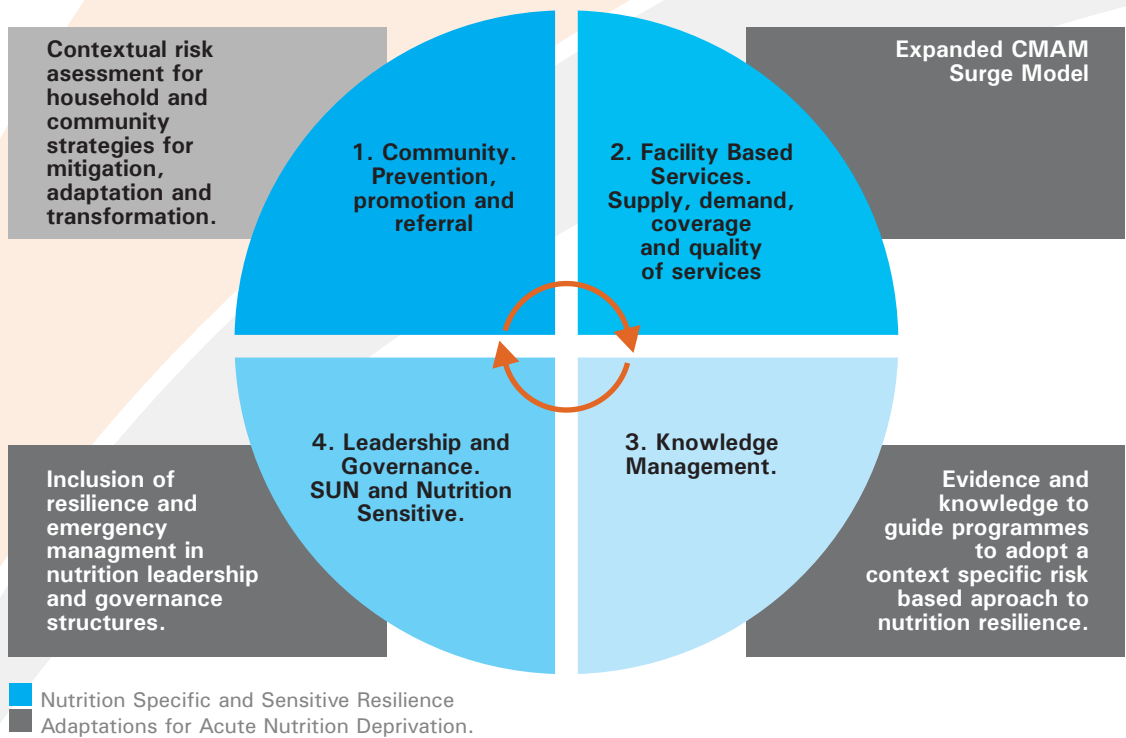 Contextual risk
asessment for
household and
community
strategies for
mitigation,
adaptation and
transformation.
1. Community.
Prevention,
promotion and
referral
2. Facility Based
Services.
Supply, demand,
coverage
and quality
of services
Expanded CMAM
Surge Model
Inclusion of
resilience and
emergency
managment in
nutrition leadership
and governance
structures.
4. Leadership and
Governance.
SUN and Nutrition
Sensitive.
3. Knowledge
Management.
Evidence and
knowledge to
guide programmes
to adopt a
context specific risk
based aproach to
nutrition resilience.
Nutrition Specific and Sensitive Resilience
Adaptations for Acute Nutrition Deprivation.